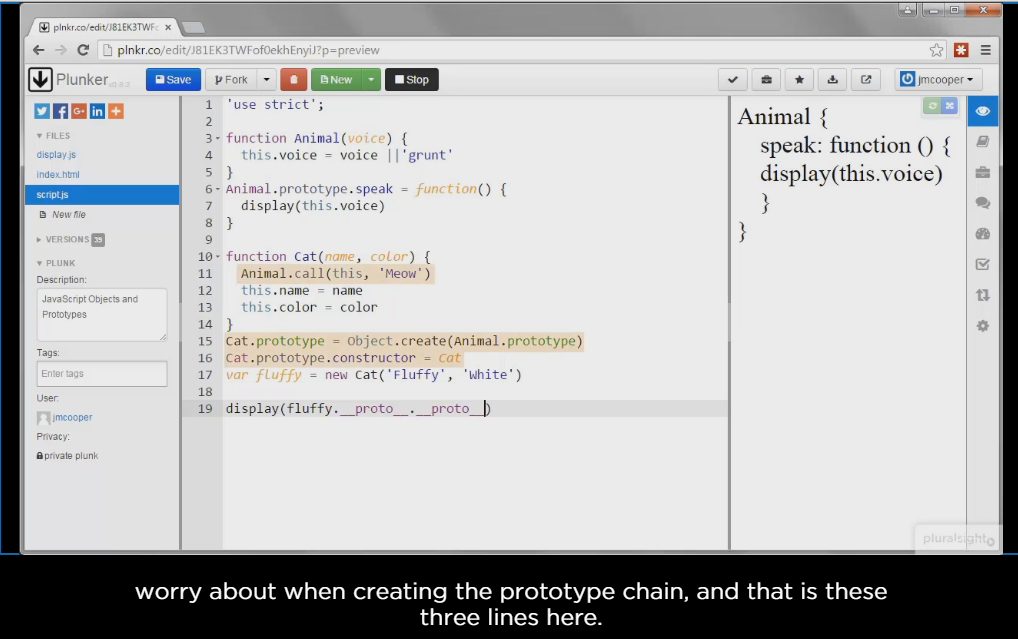 plnkr.co/edit/J81EK3TWFc
plnkr.co/edit/J81EK3TWFof0ekhEnyiJ?p=preview
Plunker v0.8.2
Save
Fork
New
Stop
jmcooper
FILES
display.js
index.html
script.js
New file
VERSIONS 39
PLUNK
Description:
JavaScript Objects and
Prototypes
Tags:
Enter tags
User:
jmcooper
Privacy:
private plunk
1 'use strict';
2
3 function Animal(voice) {
4 this.voice = voice ||'grunt'
5 }
6 Animal.prototype.speak = function() {
7 display(this.voice)
8 }
9
10 function Cat(name, color) {
11 Animal.call(this, 'Meow')
12 this.name = name
13 this.color = color
14 }
15 Cat.prototype = Object.create(Animal.prototype)
16 Cat.prototype.constructor = Cat
17 var fluffy = new Cat('Fluffy', 'White')
18
19 display(fluffy.__proto__.__proto__)
Animal {
speak: function () {
display(this.voice)
}
}
pluralsight
worry about when creating the prototype chain, and that is these
three lines here.